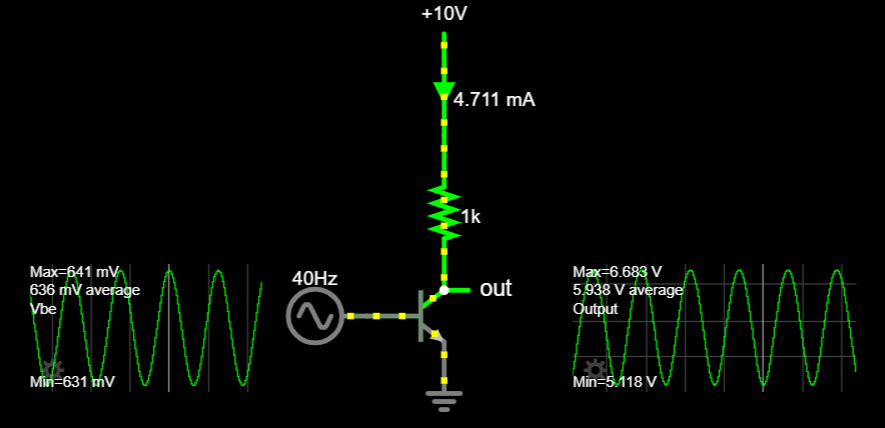 +10V
4.711 mA
1k
40Hz
out
Max=641 mV
636 mV average
Vbe
Min=631 mV
Max=6.683 V
5.938 V average
Output
Min=5.118 V